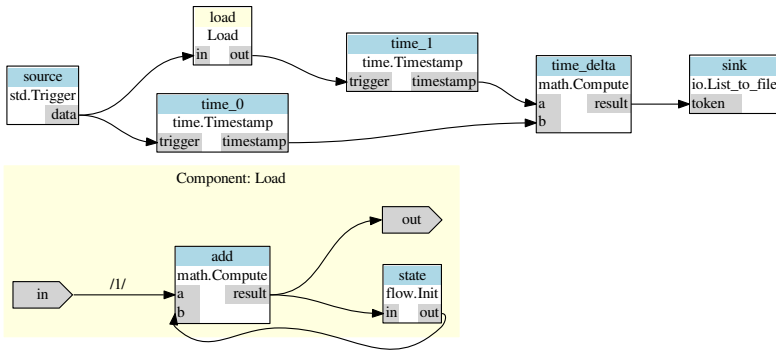 load
Load
in out
source
std.Trigger
data
time_0
time.Timestamp
trigger timestamp
time_1
time.Timestamp
trigger timestamp
time_delta
math.Compute
a result
b
sink
io.List_to_file
token
Component: Load
in
/1/
add
math.Compute
a result
b
out
state
flow.Init
in out